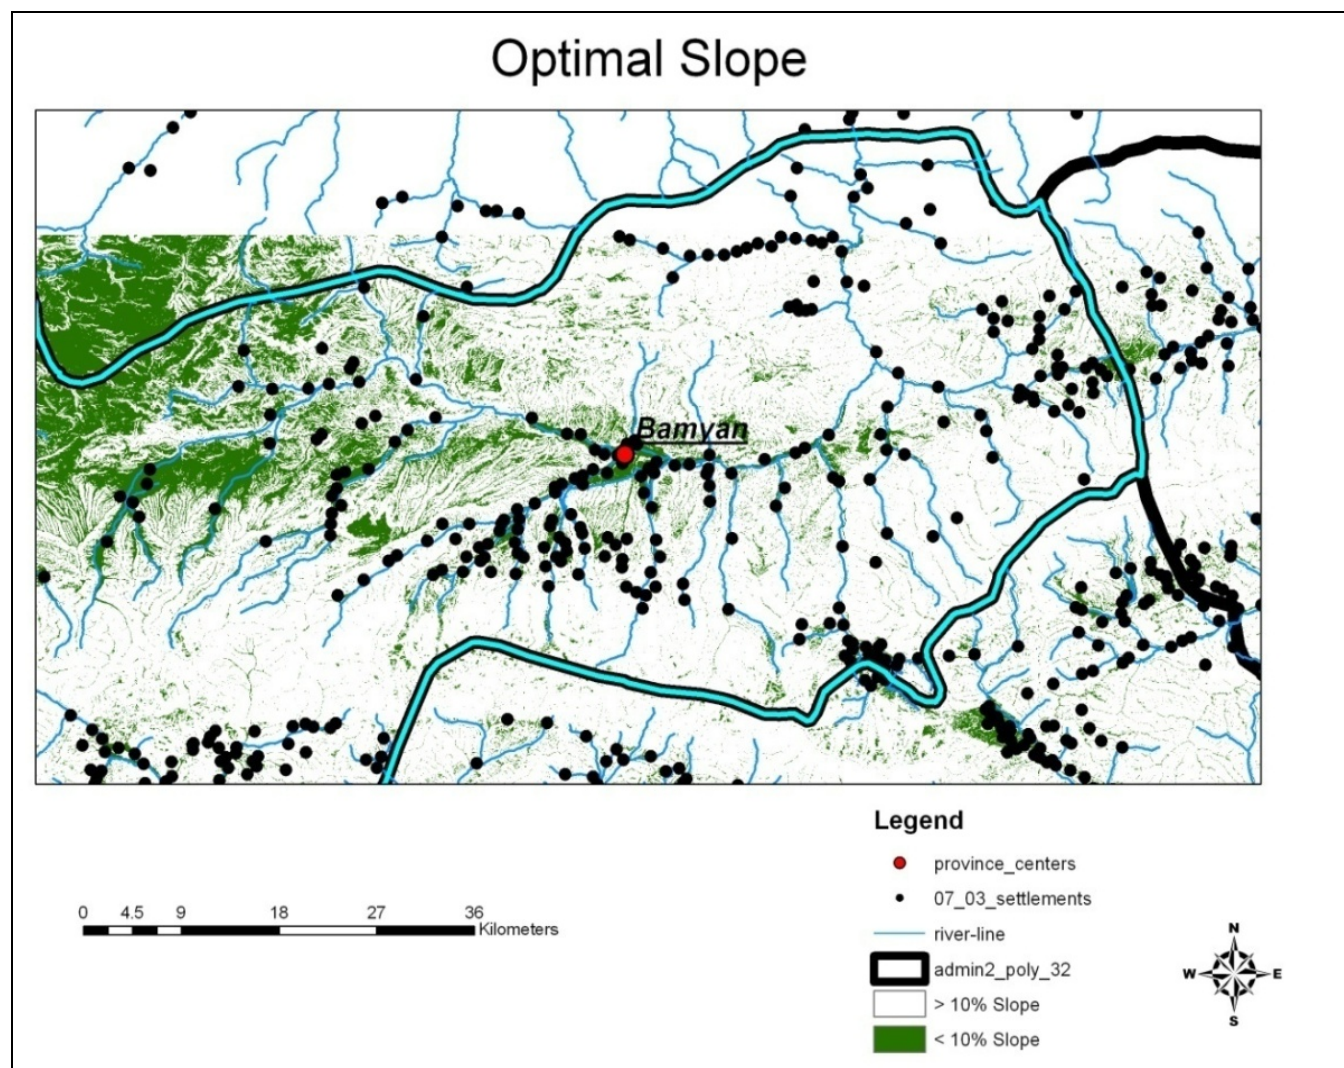 Optimal Slope
Bamyan
Legend
province_centers
07_03_settlements
river-line
admin2_poly_32
> 10% Slope
< 10% Slope
0 4.5 9 18 27 36
Kilometers
N
W E
S